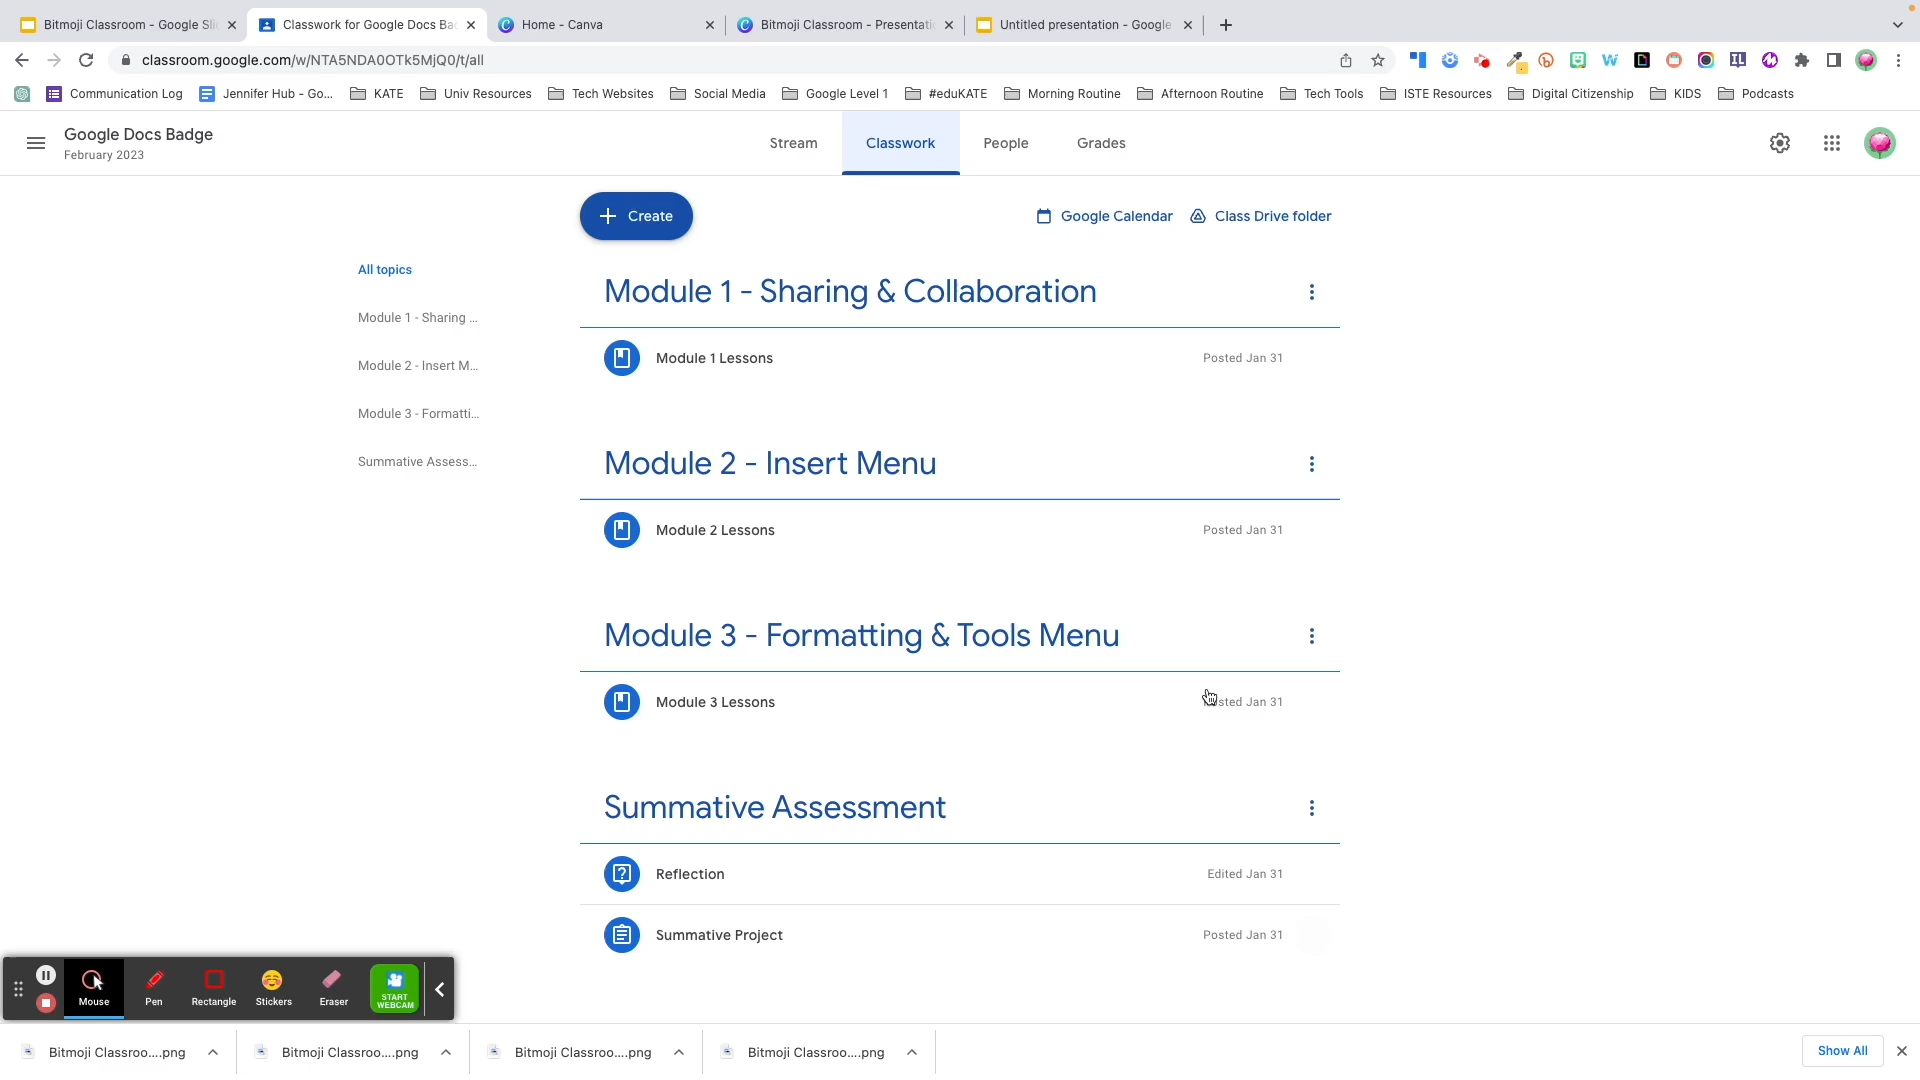 Bitmoji Classroom - Google Sli
Classwork for Google Docs Bac
Home - Canva
Bitmoji Classroom - Presentatic
Untitled presentation - Google
classroom.google.com/w/NTA5NDA0OTk5MjQ0/t/all
Communication Log
Jennifer Hub - Go...
KATE
Univ Resources
Tech Websites
Social Media
Google Level 1
#eduKATE
Morning Routine
Afternoon Routine
Tech Tools
ISTE Resources
Digital Citizenship
KIDS
Podcasts
Google Docs Badge
February 2023
Stream
Classwork
People
Grades
Create
Google Calendar
Class Drive folder
All topics
Module 1 - Sharing ...
Module 2 - Insert M...
Module 3 - Formatti...
Summative Assess...
Module 1 - Sharing & Collaboration
Module 1 Lessons
Posted Jan 31
Module 2 - Insert Menu
Module 2 Lessons
Posted Jan 31
Module 3 - Formatting & Tools Menu
Module 3 Lessons
sted Jan 31
Summative Assessment
Reflection
Edited Jan 31
Summative Project
Posted Jan 31
Mouse
Pen
Rectangle
Stickers
Eraser
START
WEBCAM
Bitmoji Classroo....png
Bitmoji Classroo....png
Bitmoji Classroo....png
Bitmoji Classroo....png
Show All